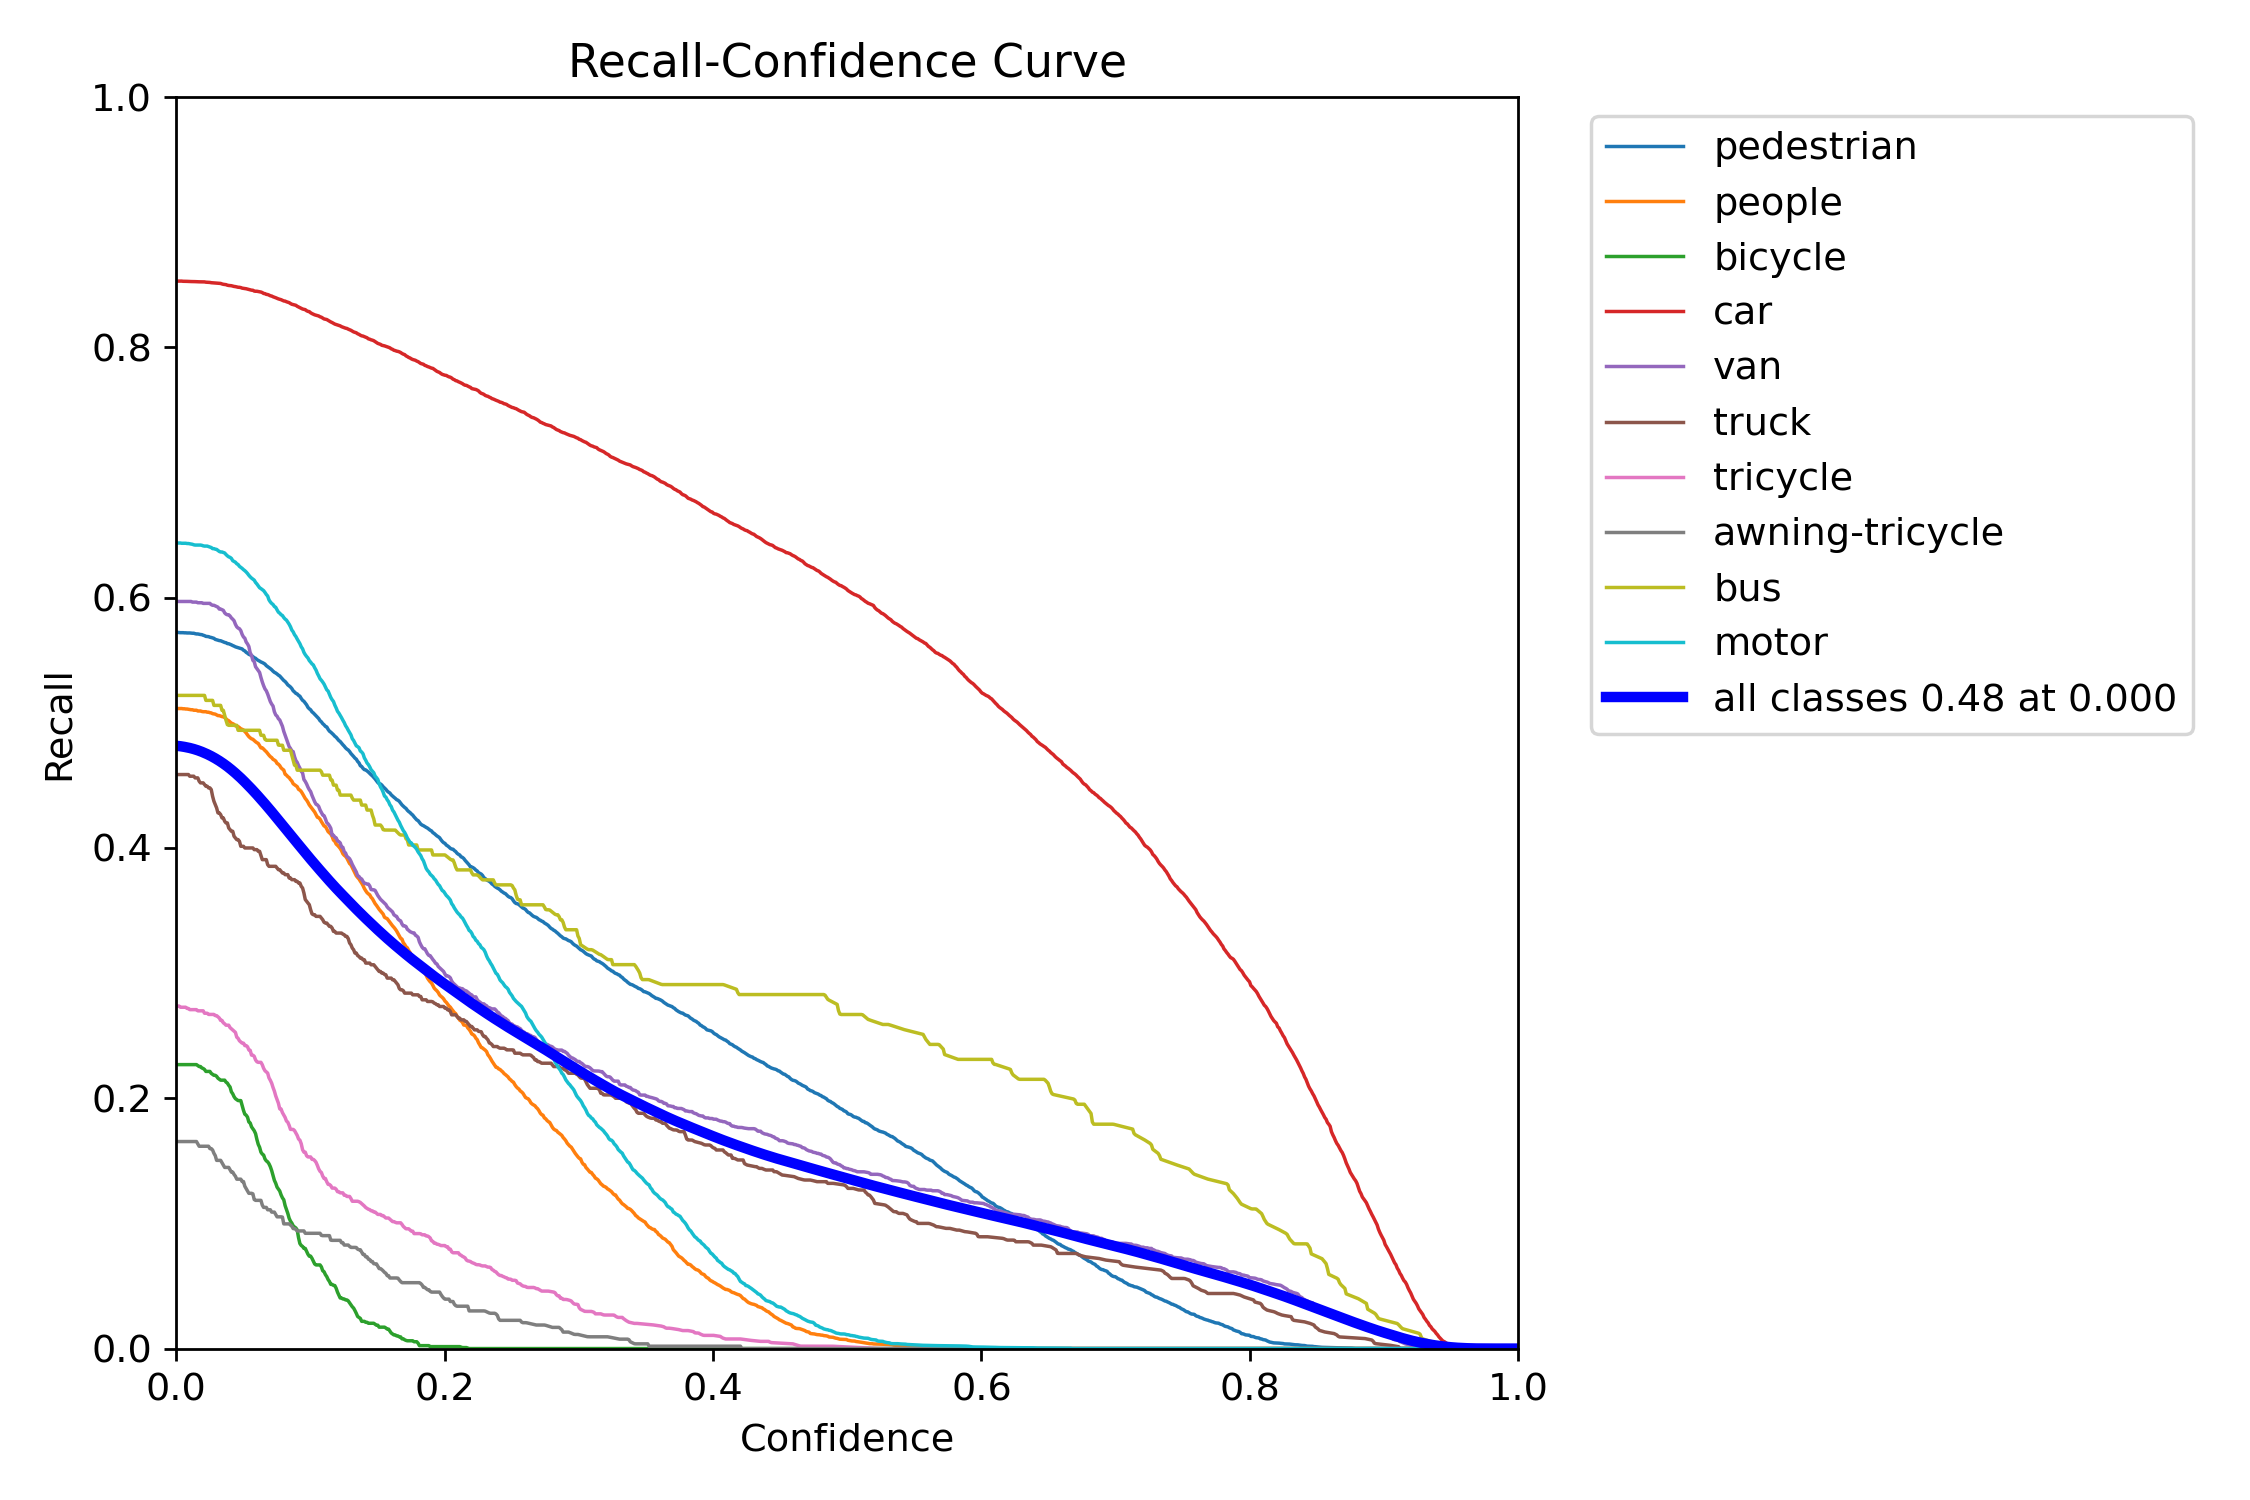 Recall-Confidence Curve
1.0
0.8
0.6
0.4
0.2
0.0
Recall
0.0 0.2 0.4 0.6 0.8 1.0
Confidence
pedestrian
people
bicycle
car
van
truck
tricycle
awning-tricycle
bus
motor
all classes 0.48 at 0.000